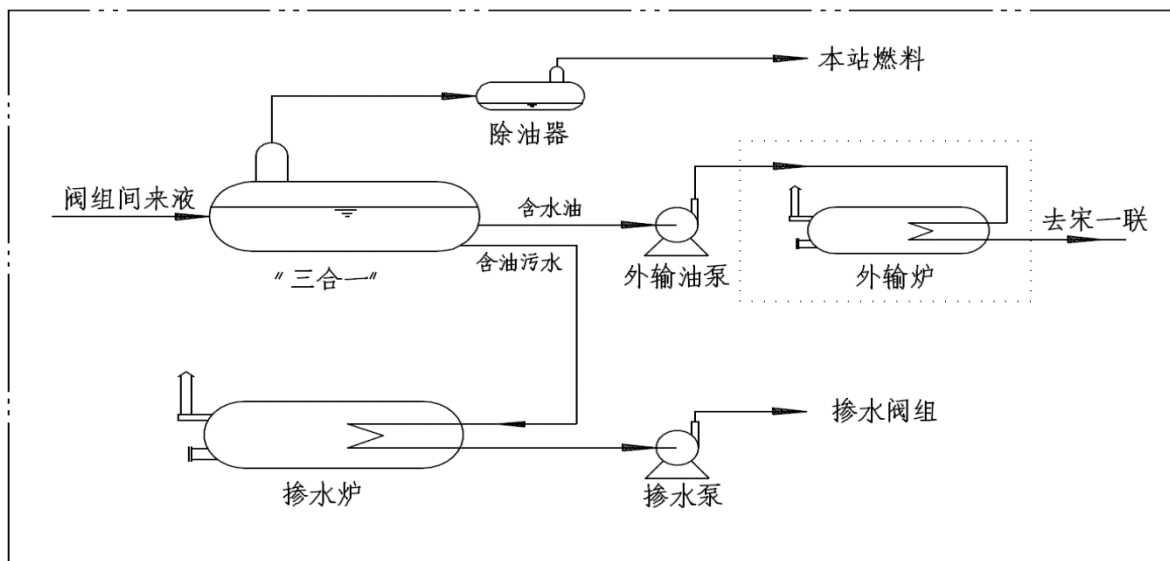 本站燃料
除油器
阀组间来液
含水油
去宋一联
含油污水
"三合一"
外输油泵
外输炉
掺水阀组
掺水炉
掺水泵